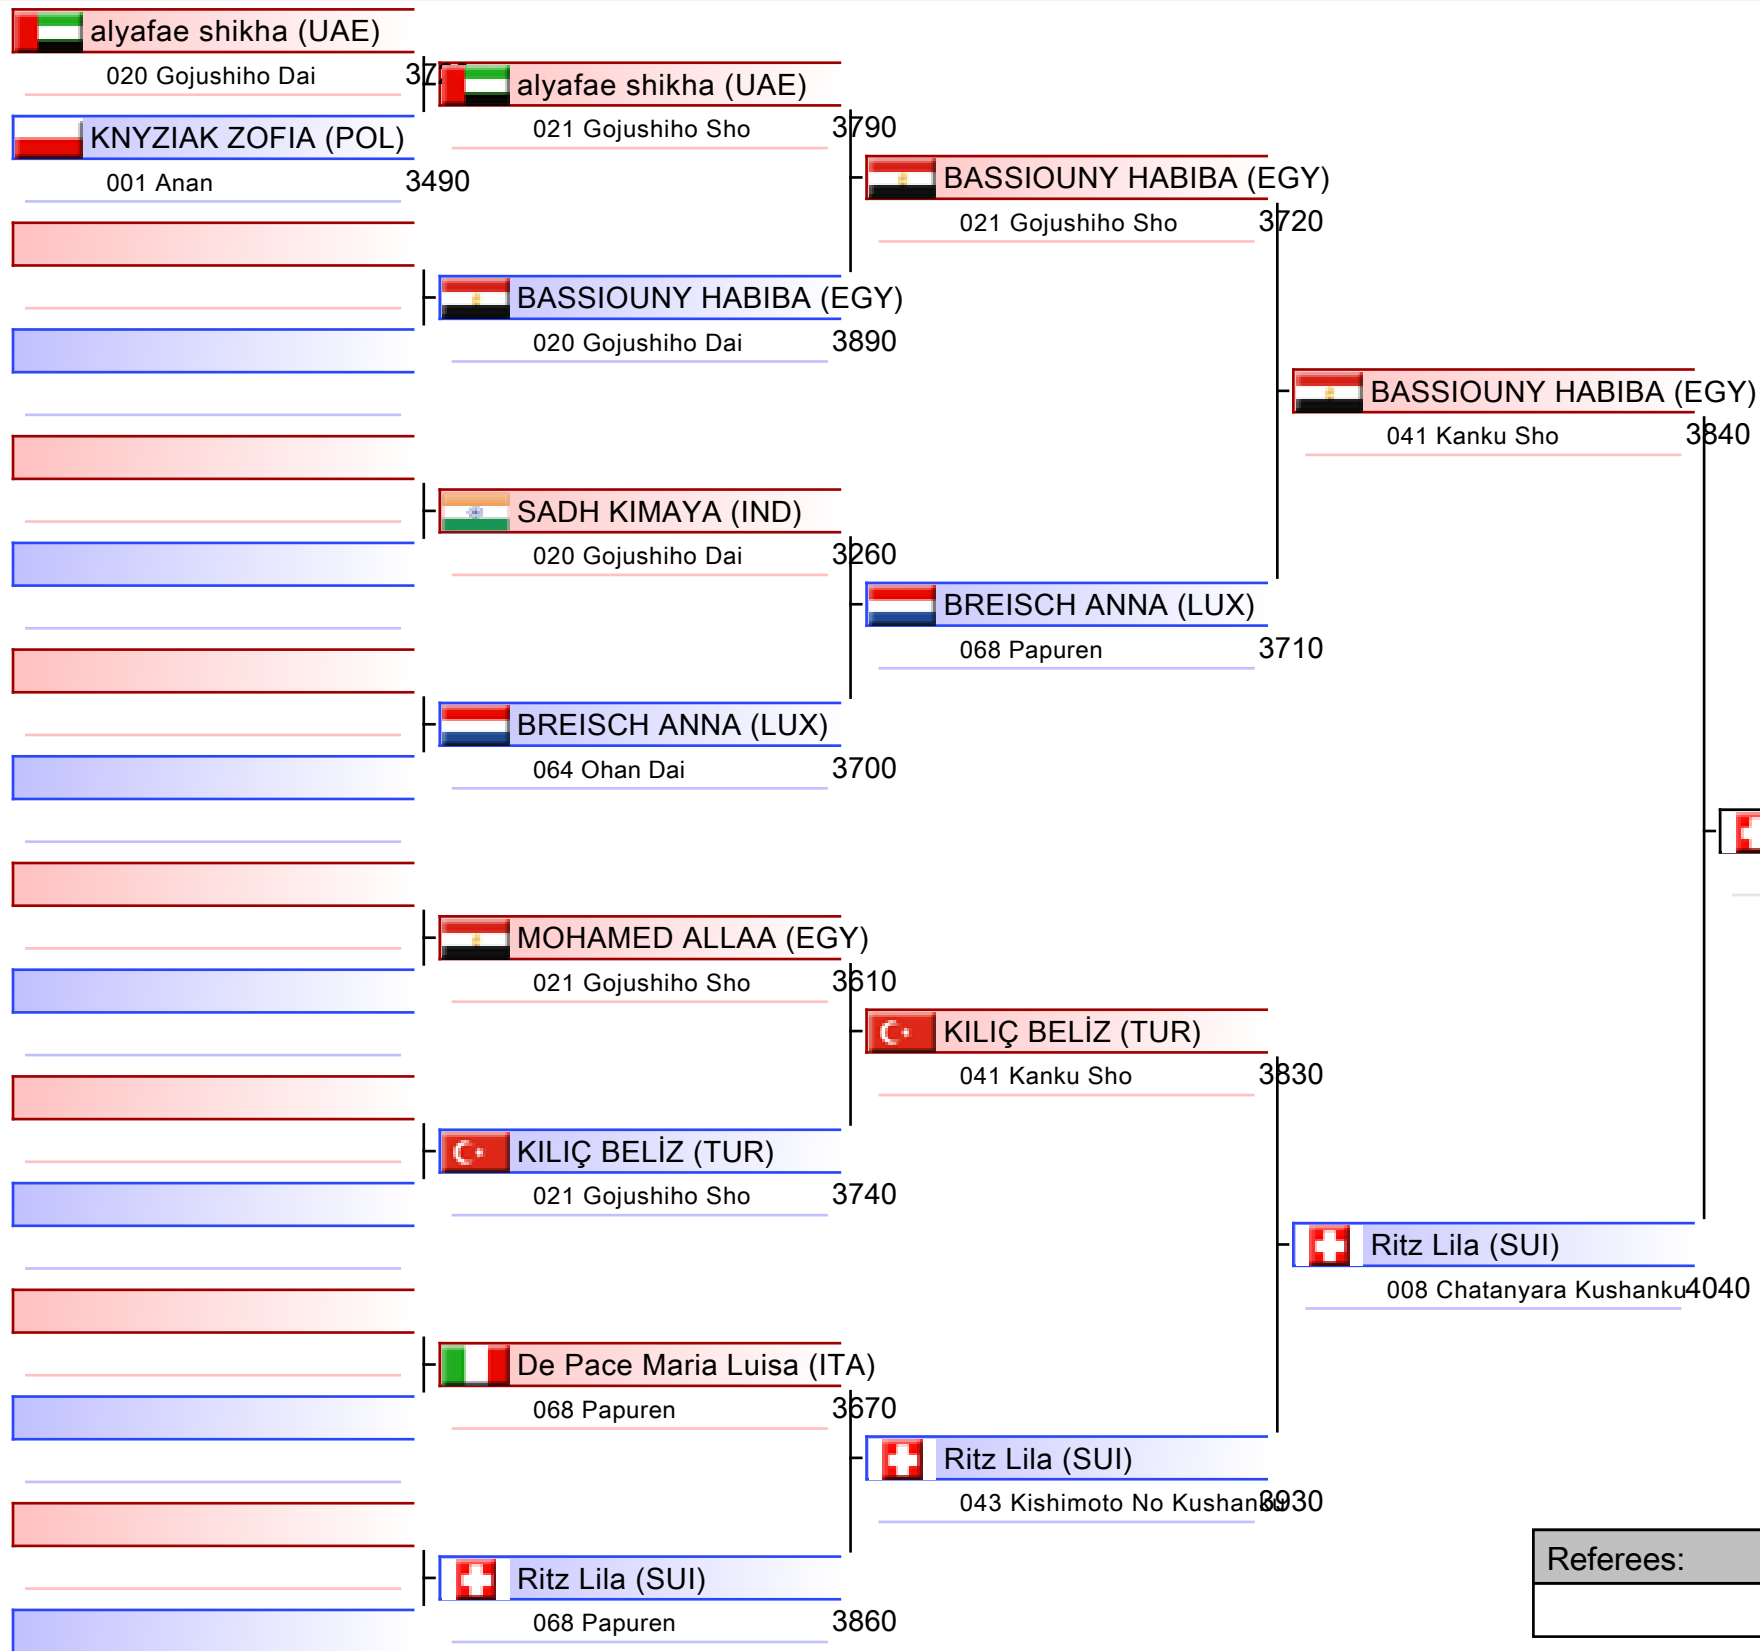 alyafae shikha (UAE)
020 Gojushiho Dai
KNYZIAK ZOFIA (POL)
001 Anan 3490
alyafae shikha (UAE)
021 Gojushiho Sho 3790
BASSIOUNY HABIBA (EGY)
020 Gojushiho Dai 3890
SADH KIMAYA (IND)
020 Gojushiho Dai 3260
BREISCH ANNA (LUX)
064 Ohan Dai 3700
MOHAMED ALLAA (EGY)
021 Gojushiho Sho 3610
KILIÇ BELİZ (TUR)
021 Gojushiho Sho 3740
De Pace Maria Luisa (ITA)
068 Papuren 3670
Ritz Lila (SUI)
068 Papuren 3860
BASSIOUNY HABIBA (EGY)
021 Gojushiho Sho 3720
BREISCH ANNA (LUX)
068 Papuren 3710
KILIÇ BELİZ (TUR)
041 Kanku Sho 3830
Ritz Lila (SUI)
043 Kishimoto No Kushanku 3930
BASSIOUNY HABIBA (EGY)
041 Kanku Sho 3840
Ritz Lila (SUI)
008 Chatanyara Kushanku 4040
Referees: